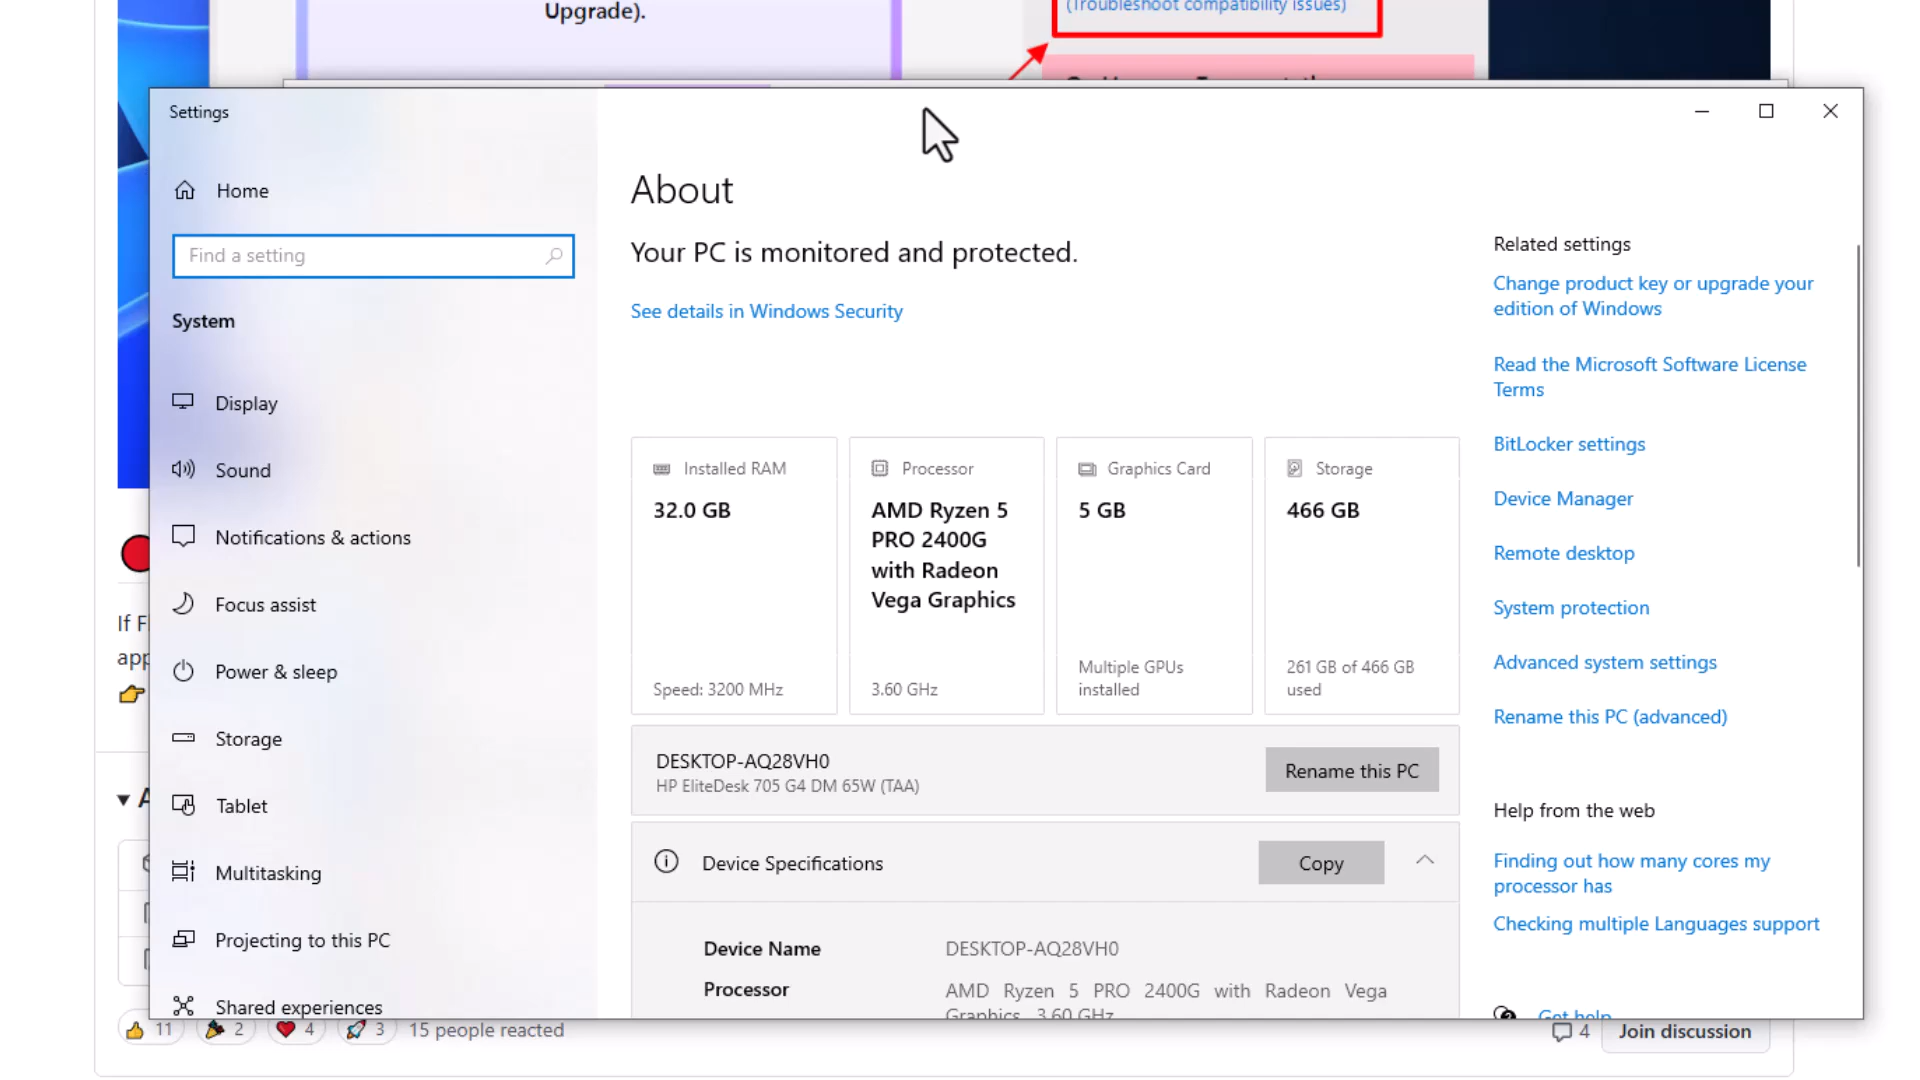 Upgrade).
(Troubleshoot compatibility issues)
Settings
Home
Find a setting
System
Display
Sound
Notifications & actions
Focus assist
Power & sleep
Storage
Tablet
Multitasking
Projecting to this PC
Shared experiences
About
Your PC is monitored and protected.
See details in Windows Security
Installed RAM
32.0 GB
Speed: 3200 MHz
Processor
AMD Ryzen 5
PRO 2400G
with Radeon
Vega Graphics
3.60 GHz
Graphics Card
5 GB
Multiple GPUs
installed
Storage
466 GB
261 GB of 466 GB
used
DESKTOP-AQ28VH0
HP EliteDesk 705 G4 DM 65W (TAA)
Rename this PC
Device Specifications
Copy
Device Name
DESKTOP-AQ28VH0
Processor
AMD Ryzen 5 PRO 2400G with Radeon Vega
Graphics 3.60 GHz
Related settings
Change product key or upgrade your
edition of Windows
Read the Microsoft Software License
Terms
BitLocker settings
Device Manager
Remote desktop
System protection
Advanced system settings
Rename this PC (advanced)
Help from the web
Finding out how many cores my
processor has
Checking multiple Languages support
Get help
If
app
11
2
4
3
15 people reacted
4
Join discussion